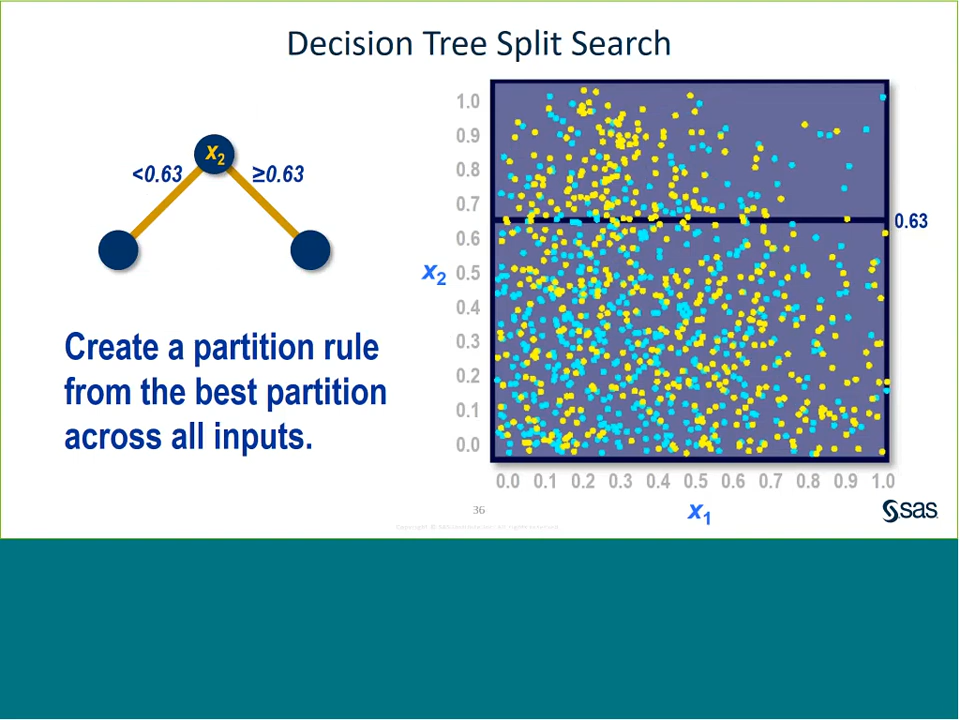 Decision Tree Split Search
x2
<0.63
≥0.63
Create a partition rule
from the best partition
across all inputs.
1.0
0.9
0.8
0.7
0.6
0.5
0.4
0.3
0.2
0.1
0.0
x2
0.63
0.0 0.1 0.2 0.3 0.4 0.5 0.6 0.7 0.8 0.9 1.0
x1
36
sas